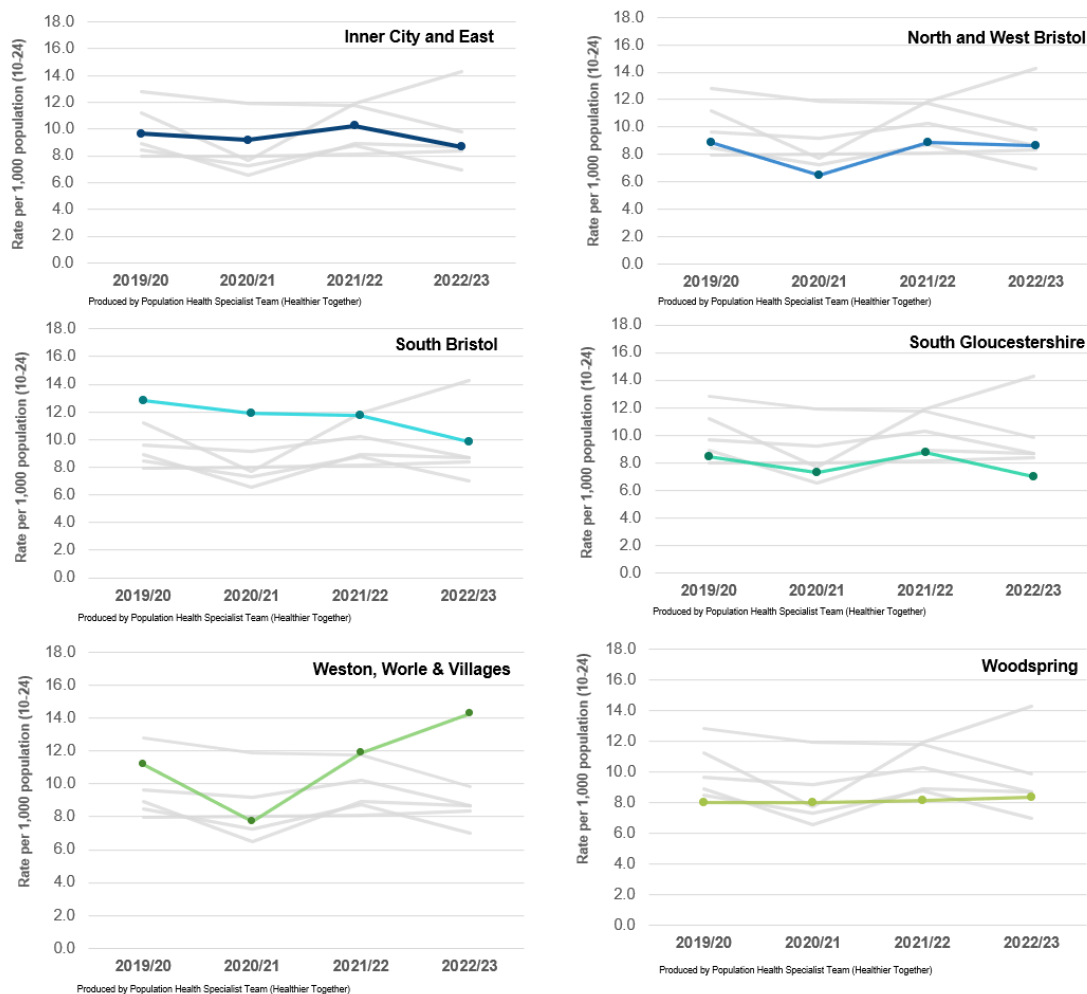 Rate per 1,000 population (10-24)
18.0
16.0
14.0
12.0
10.0
8.0
6.0
4.0
2.0
0.0
Inner City and East
2019/20 2020/21 2021/22 2022/23
Produced by Population Health Specialist Team (Healthier Together)
Rate per 1,000 population (10-24)
18.0
16.0
14.0
12.0
10.0
8.0
6.0
4.0
2.0
0.0
North and West Bristol
2019/20 2020/21 2021/22 2022/23
Produced by Population Health Specialist Team (Healthier Together)
Rate per 1,000 population (10-24)
18.0
16.0
14.0
12.0
10.0
8.0
6.0
4.0
2.0
0.0
South Bristol
2019/20 2020/21 2021/22 2022/23
Produced by Population Health Specialist Team (Healthier Together)
Rate per 1,000 population (10-24)
18.0
16.0
14.0
12.0
10.0
8.0
6.0
4.0
2.0
0.0
South Gloucestershire
2019/20 2020/21 2021/22 2022/23
Produced by Population Health Specialist Team (Healthier Together)
Rate per 1,000 population (10-24)
18.0
16.0
14.0
12.0
10.0
8.0
6.0
4.0
2.0
0.0
Weston, Worle & Villages
2019/20 2020/21 2021/22 2022/23
Produced by Population Health Specialist Team (Healthier Together)
Rate per 1,000 population (10-24)
18.0
16.0
14.0
12.0
10.0
8.0
6.0
4.0
2.0
0.0
Woodspring
2019/20 2020/21 2021/22 2022/23
Produced by Population Health Specialist Team (Healthier Together)